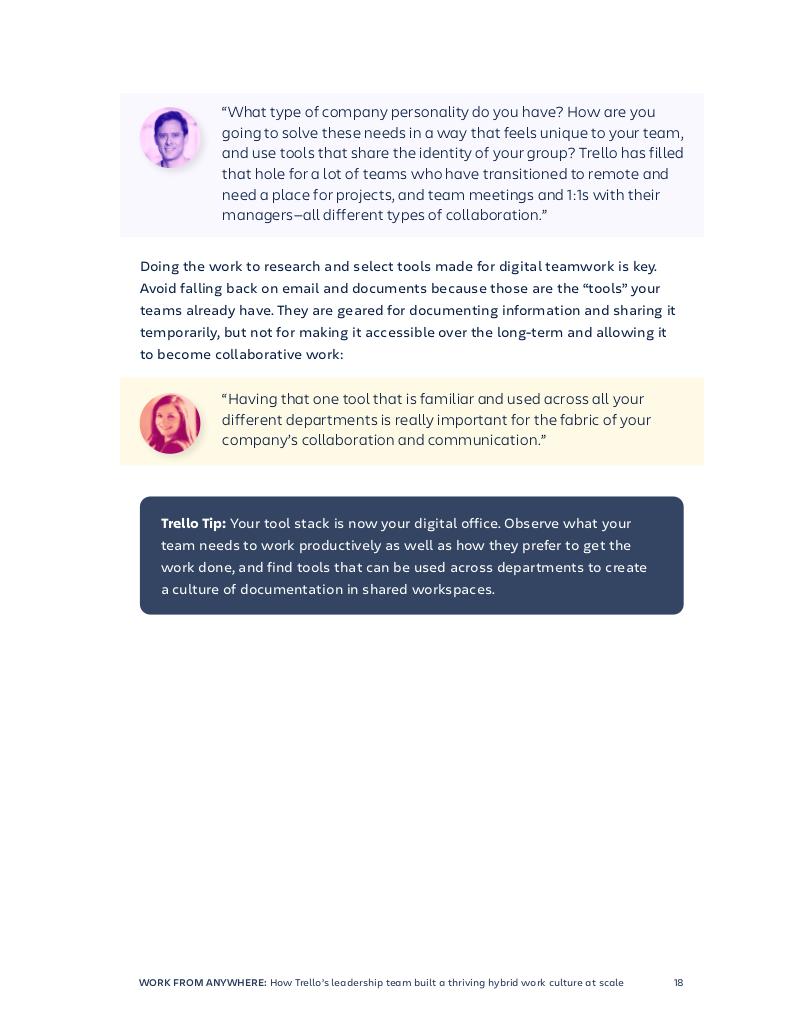 “What type of company personality do you have? How are you
going to solve these needs in a way that feels unique to your team,
and use tools that share the identity of your group? Trello has filled
that hole for a lot of teams who have transitioned to remote and
need a place for projects, and team meetings and 1:1s with their
managers—all different types of collaboration.”
Doing the work to research and select tools made for digital teamwork is key.
Avoid falling back on email and documents because those are the “tools” your
teams already have. They are geared for documenting information and sharing it
temporarily, but not for making it accessible over the long-term and allowing it
to become collaborative work:
“Having that one tool that is familiar and used across all your
different departments is really important for the fabric of your
company’s collaboration and communication.”
Trello Tip: Your tool stack is now your digital office. Observe what your
team needs to work productively as well as how they prefer to get the
work done, and find tools that can be used across departments to create
a culture of documentation in shared workspaces.
WORK FROM ANYWHERE: How Trello’s leadership team built a thriving hybrid work culture at scale 18